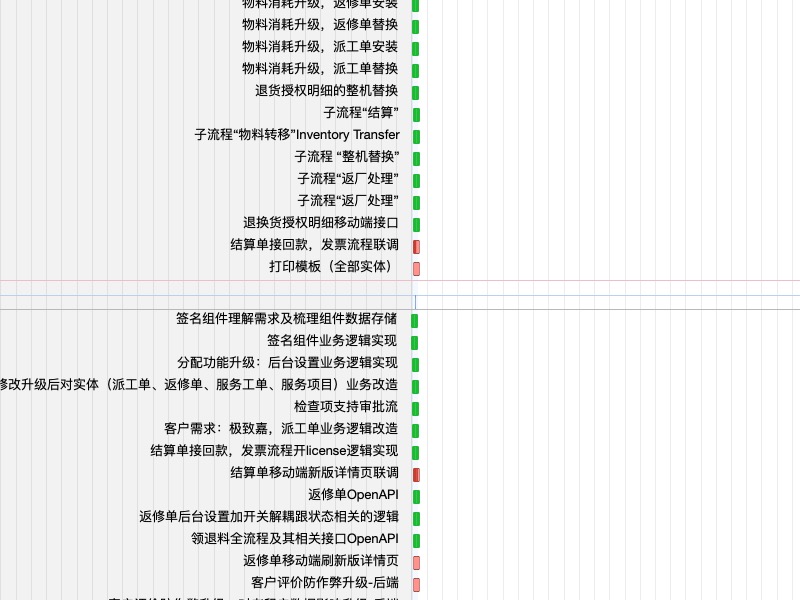 物料消耗升级，返修单安装
物料消耗升级，返修单替换
物料消耗升级，派工单安装
物料消耗升级，派工单替换
退货授权明细的整机替换
子流程“结算”
子流程“物料转移”Inventory Transfer
子流程 “整机替换”
子流程“返厂处理”
子流程“返厂处理”
退换货授权明细移动端接口
结算单接回款，发票流程联调
打印模板（全部实体）
签名组件理解需求及梳理组件数据存储
签名组件业务逻辑实现
分配功能升级：后台设置业务逻辑实现
修改升级后对实体（派工单、返修单、服务工单、服务项目）业务改造
检查项支持审批流
客户需求：极致嘉，派工单业务逻辑改造
结算单接回款，发票流程开license逻辑实现
结算单移动端新版详情页联调
返修单OpenAPI
返修单后台设置加开关解耦跟状态相关的逻辑
领退料全流程及其相关接口OpenAPI
返修单移动端刷新版详情页
客户评价防作弊升级-后端